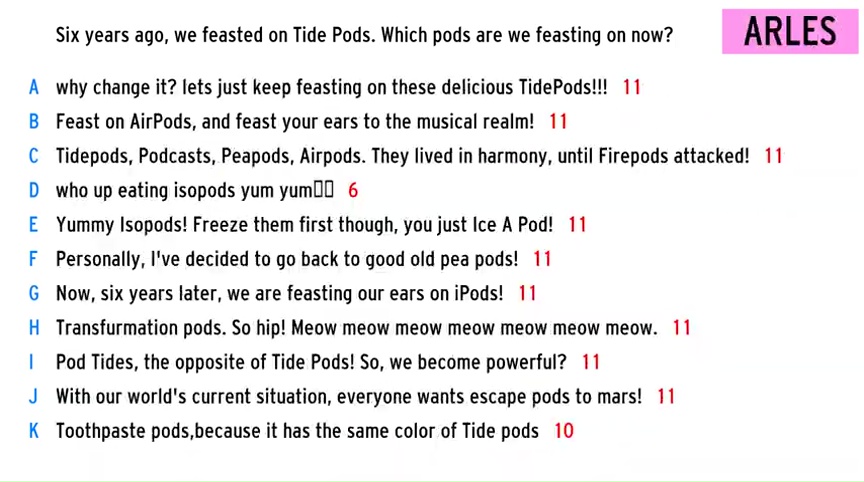 Six years ago, we feasted on Tide Pods. Which pods are we feasting on now?
ARLES
A why change it? lets just keep feasting on these delicious TidePods!!! 11
B Feast on AirPods, and feast your ears to the musical realm! 11
C Tidepods, Podcasts, Peapods, Airpods. They lived in harmony, until Firepods attacked! 11
D who up eating isopods yum yum▯▯ 6
E Yummy Isopods! Freeze them first though, you just Ice A Pod! 11
F Personally, I've decided to go back to good old pea pods! 11
G Now, six years later, we are feasting our ears on iPods! 11
H Transfurmation pods. So hip! Meow meow meow meow meow meow meow. 11
I Pod Tides, the opposite of Tide Pods! So, we become powerful? 11
J With our world's current situation, everyone wants escape pods to mars! 11
K Toothpaste pods,because it has the same color of Tide pods 10